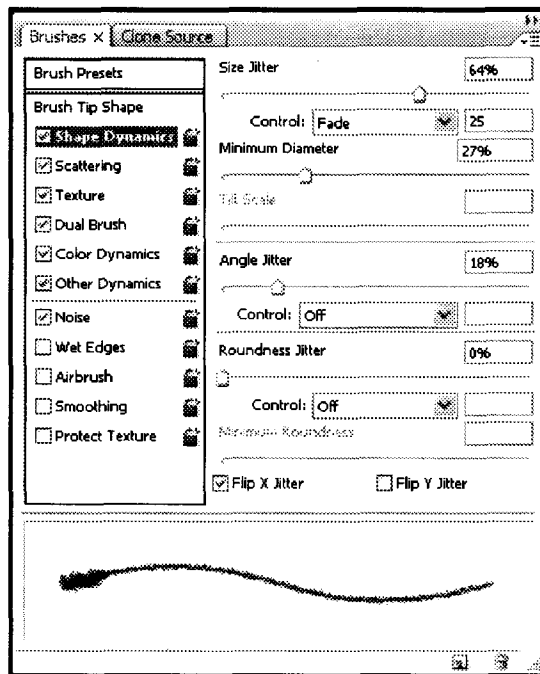 Brushes × Clone Source
Brush Presets
Brush Tip Shape
Shape Dynamics
Scattering
Texture
Dual Brush
Color Dynamics
Other Dynamics
Noise
Wet Edges
Airbrush
Smoothing
Protect Texture
Size Jitter 64%
Control: Fade 25
Minimum Diameter 27%
Tilt Scale
Angle Jitter 18%
Control: Off
Roundness Jitter 0%
Control: Off
Minimum Roundness
Flip X Jitter Flip Y Jitter